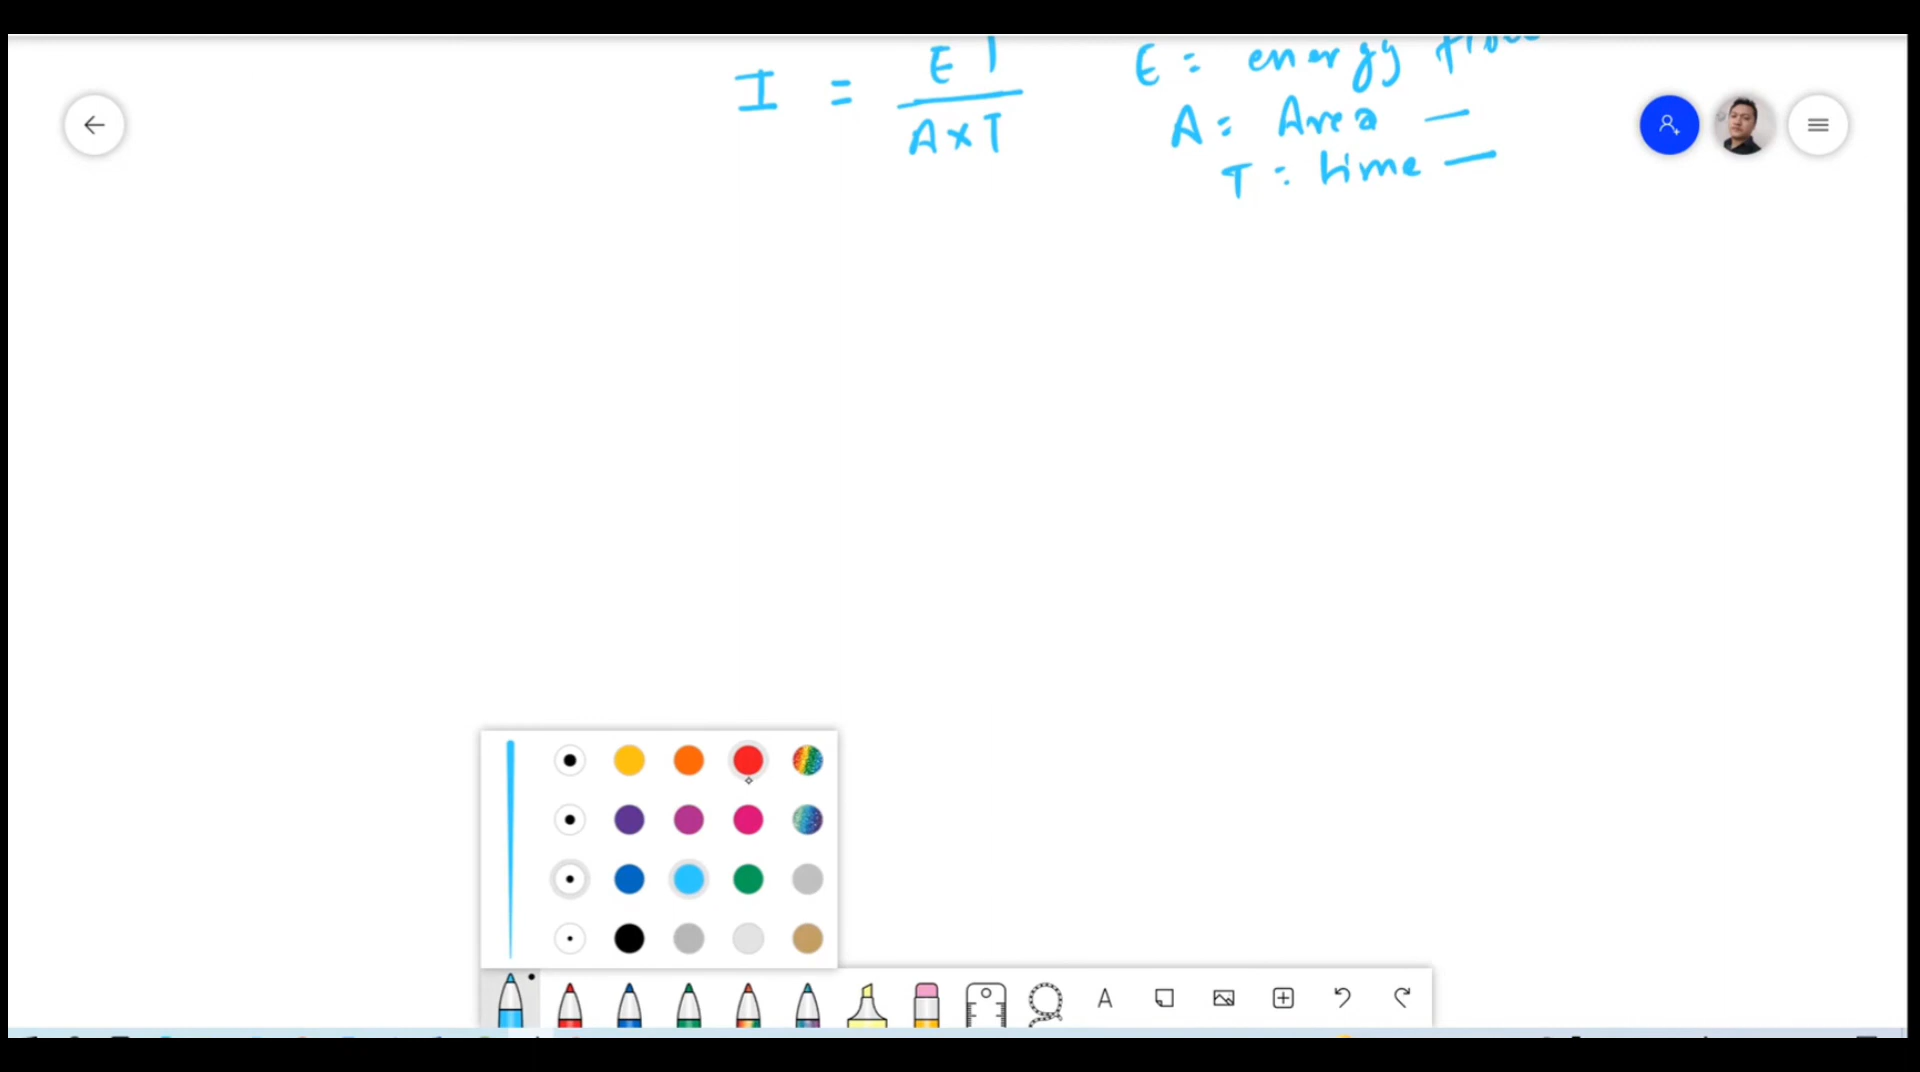 I = E
A x T
E = energy
A = Area —
T = time —
A